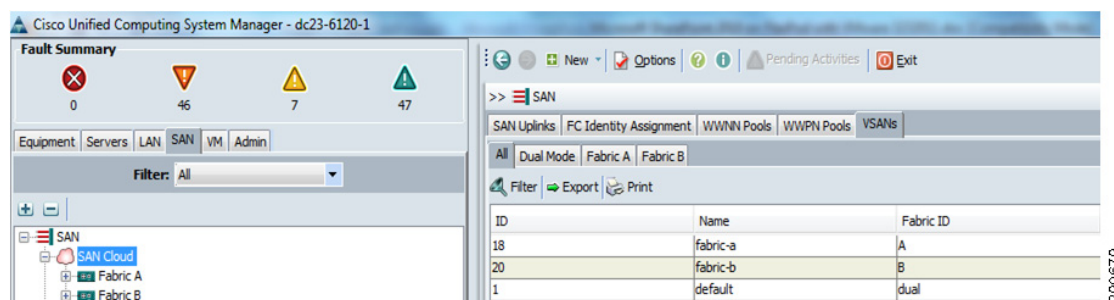 Cisco Unified Computing System Manager - dc23-6120-1
Fault Summary
0 46 7 47
Equipment Servers LAN SAN VM Admin
Filter: All
SAN
SAN Cloud
Fabric A
Fabric B
New Options Pending Activities Exit
>> SAN
SAN Uplinks FC Identity Assignment WWNN Pools WWPN Pools VSANs
All Dual Mode Fabric A Fabric B
Filter Export Print
ID Name Fabric ID
18 fabric-a A
20 fabric-b B
1 default dual